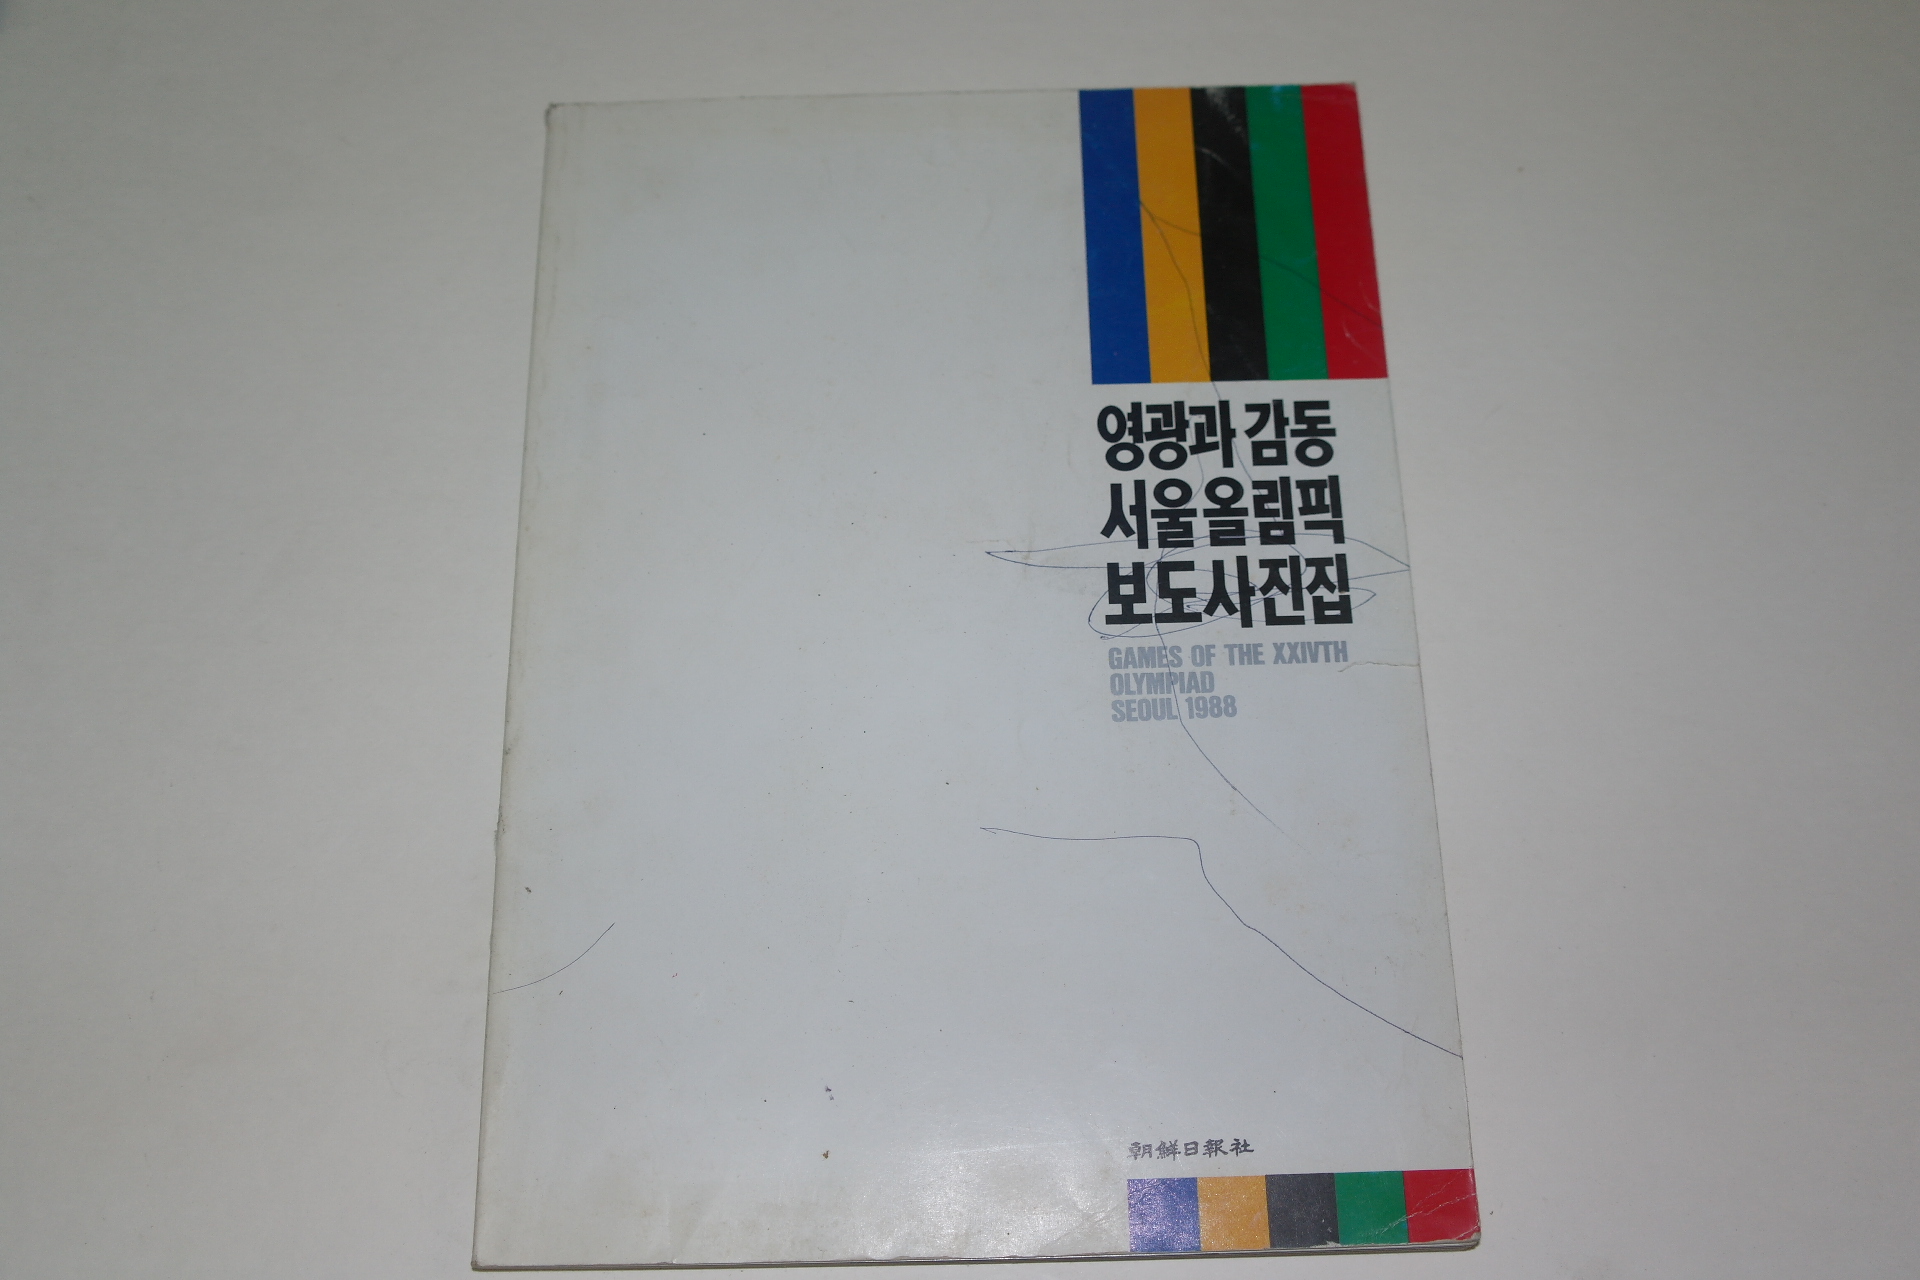 영광과 감동
서울 올림픽
보도사진집
GAMES OF THE XXIVTH
OLYMPIAD
SEOUL 1988
朝鮮日報社